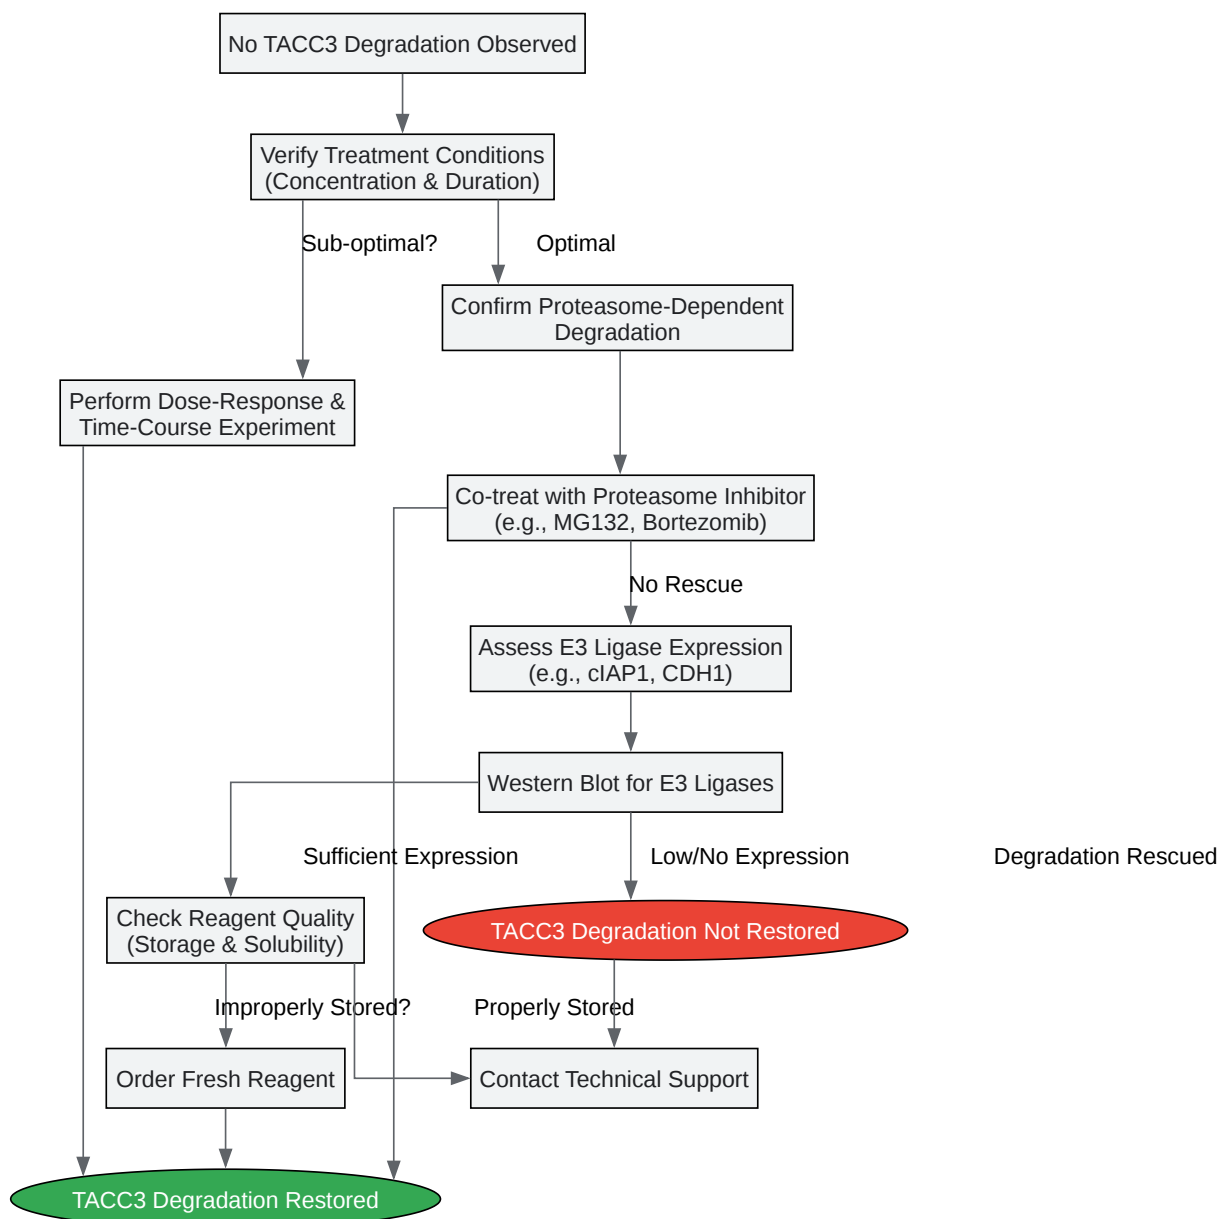 No TACC3 Degradation Observed
Verify Treatment Conditions
(Concentration & Duration)
Sub-optimal?
Optimal
Confirm Proteasome-Dependent
Degradation
Perform Dose-Response &
Time-Course Experiment
Co-treat with Proteasome Inhibitor
(e.g., MG132, Bortezomib)
No Rescue
Assess E3 Ligase Expression
(e.g., cIAP1, CDH1)
Western Blot for E3 Ligases
Sufficient Expression
Low/No Expression
Degradation Rescued
Check Reagent Quality
(Storage & Solubility)
TACC3 Degradation Not Restored
Improperly Stored?
Properly Stored
Order Fresh Reagent
Contact Technical Support
TACC3 Degradation Restored